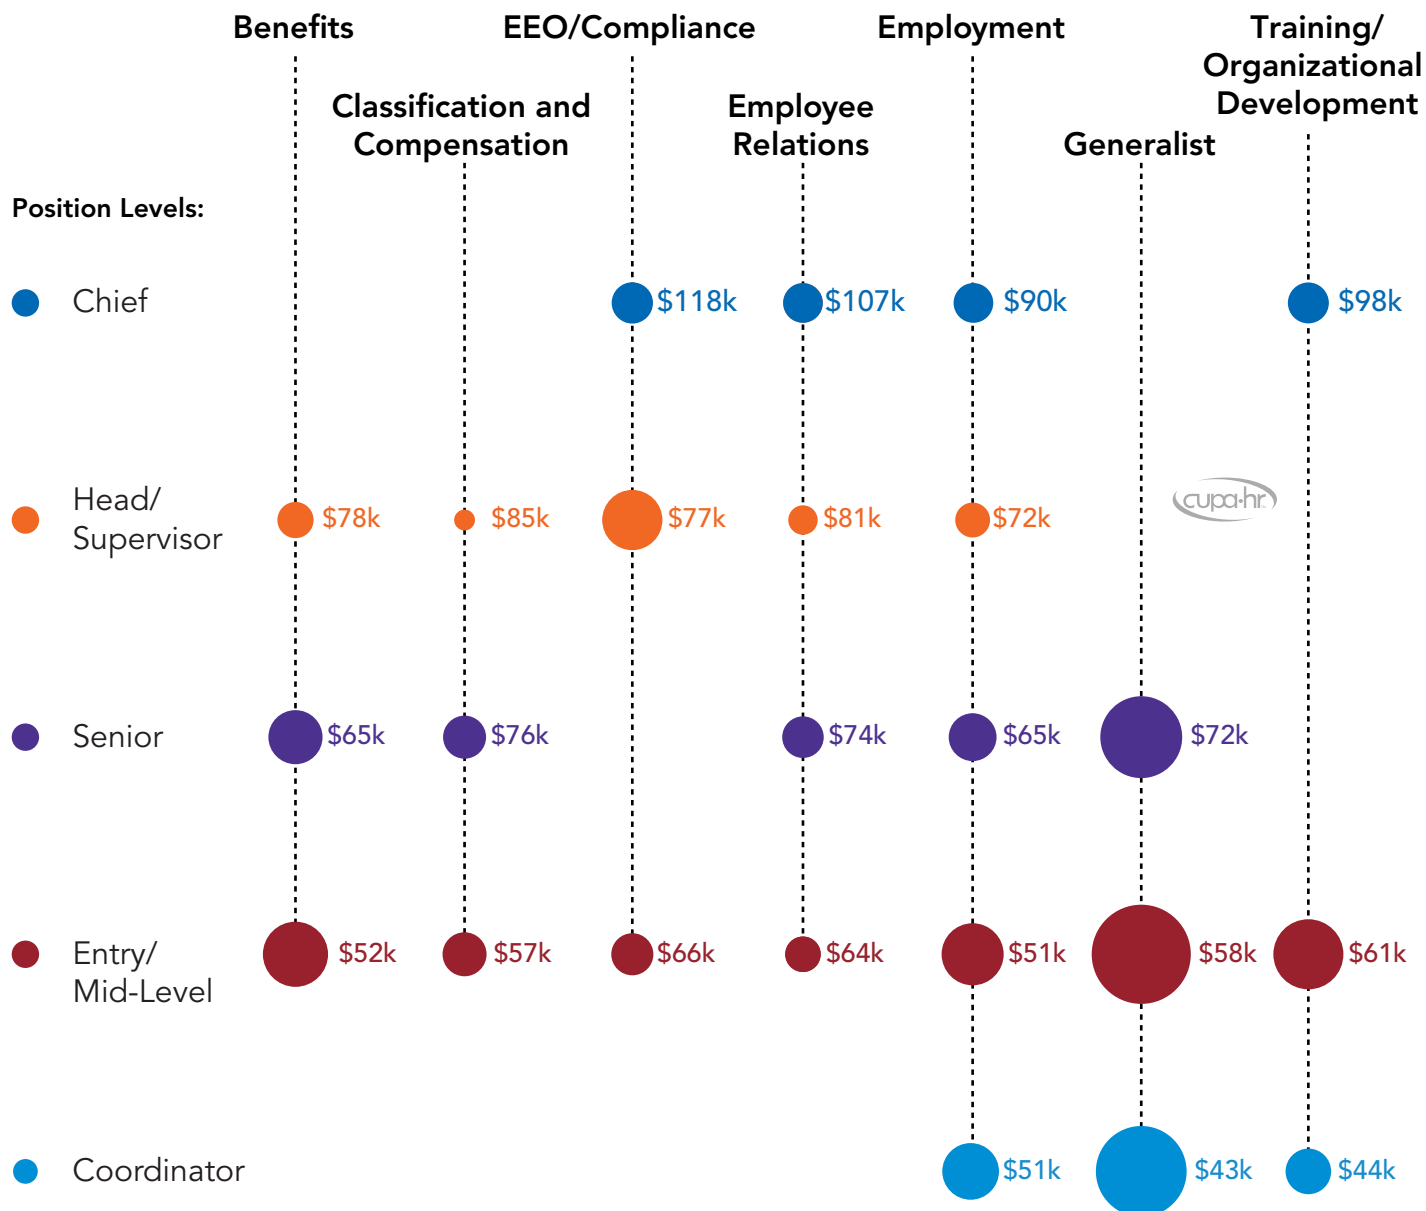 Benefits
EEO/Compliance
Employment
Training/
Organizational
Development
Classification and
Compensation
Employee
Relations
Generalist
Position Levels:
Chief
$118k
$107k
$90k
$98k
Head/
Supervisor
$78k
$85k
$77k
$81k
$72k
cupa-hr
Senior
$65k
$76k
$74k
$65k
$72k
Entry/
Mid-Level
$52k
$57k
$66k
$64k
$51k
$58k
$61k
Coordinator
$51k
$43k
$44k